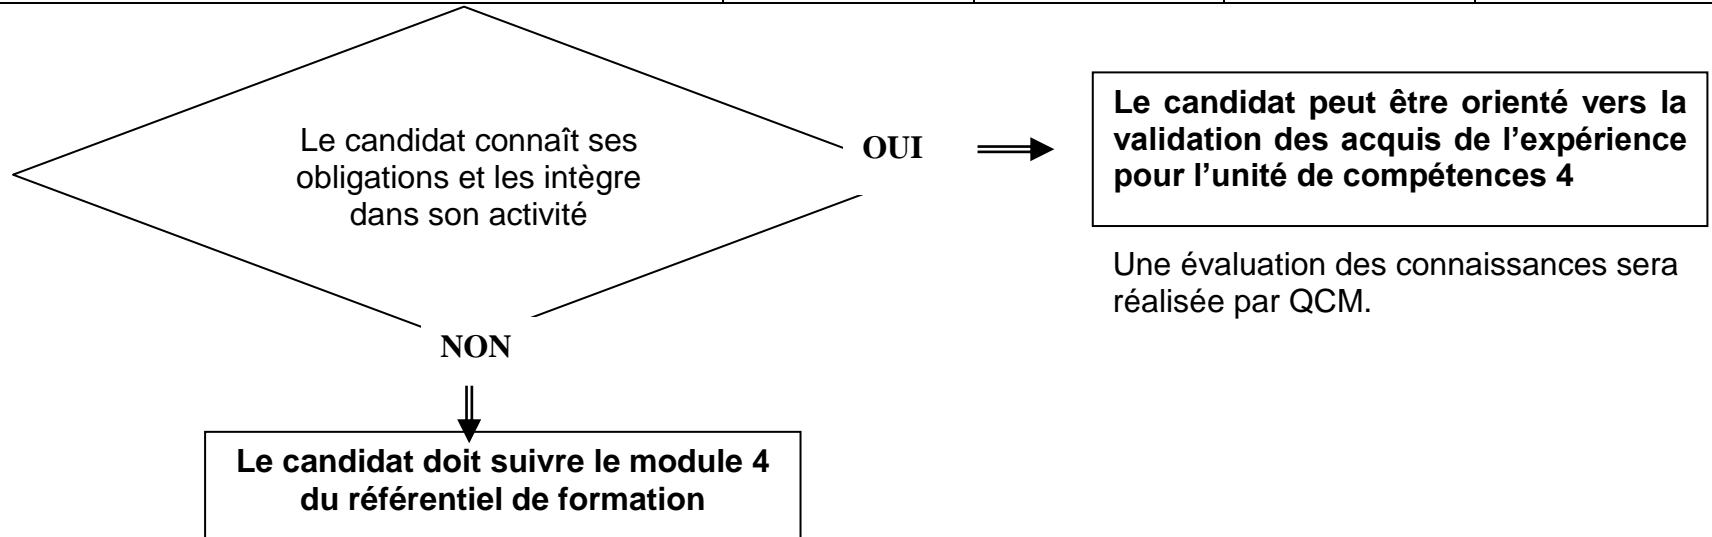 Le candidat connaît ses
obligations et les intègre
dans son activité
OUI
Le candidat peut être orienté vers la
validation des acquis de l’expérience
pour l’unité de compétences 4
Une évaluation des connaissances sera
réalisée par QCM.
NON
Le candidat doit suivre le module 4
du référentiel de formation